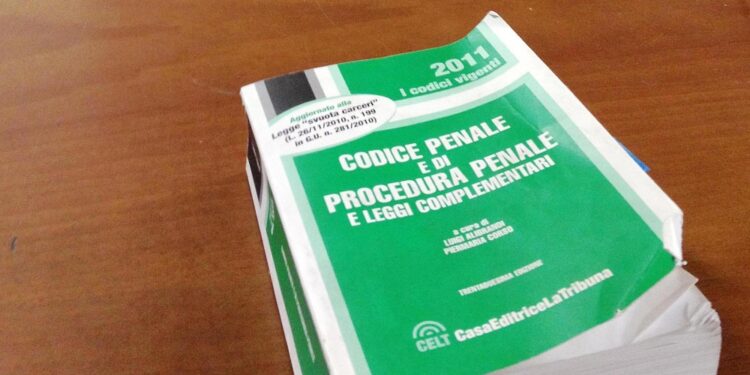 2011
I codici vigenti
Aggiornato alla
Legge "svuota carceri"
(L. 26/11/2010, n. 199
in G.U. n. 281/2010)
CODICE PENALE
E DI
PROCEDURA PENALE
E LEGGI COMPLEMENTARI
a cura di
LUIGI ALIBRANDI
PIERMARIA CORSO
TRENTADUESIMA EDIZIONE
CELT CasaEditriceLaTribuna